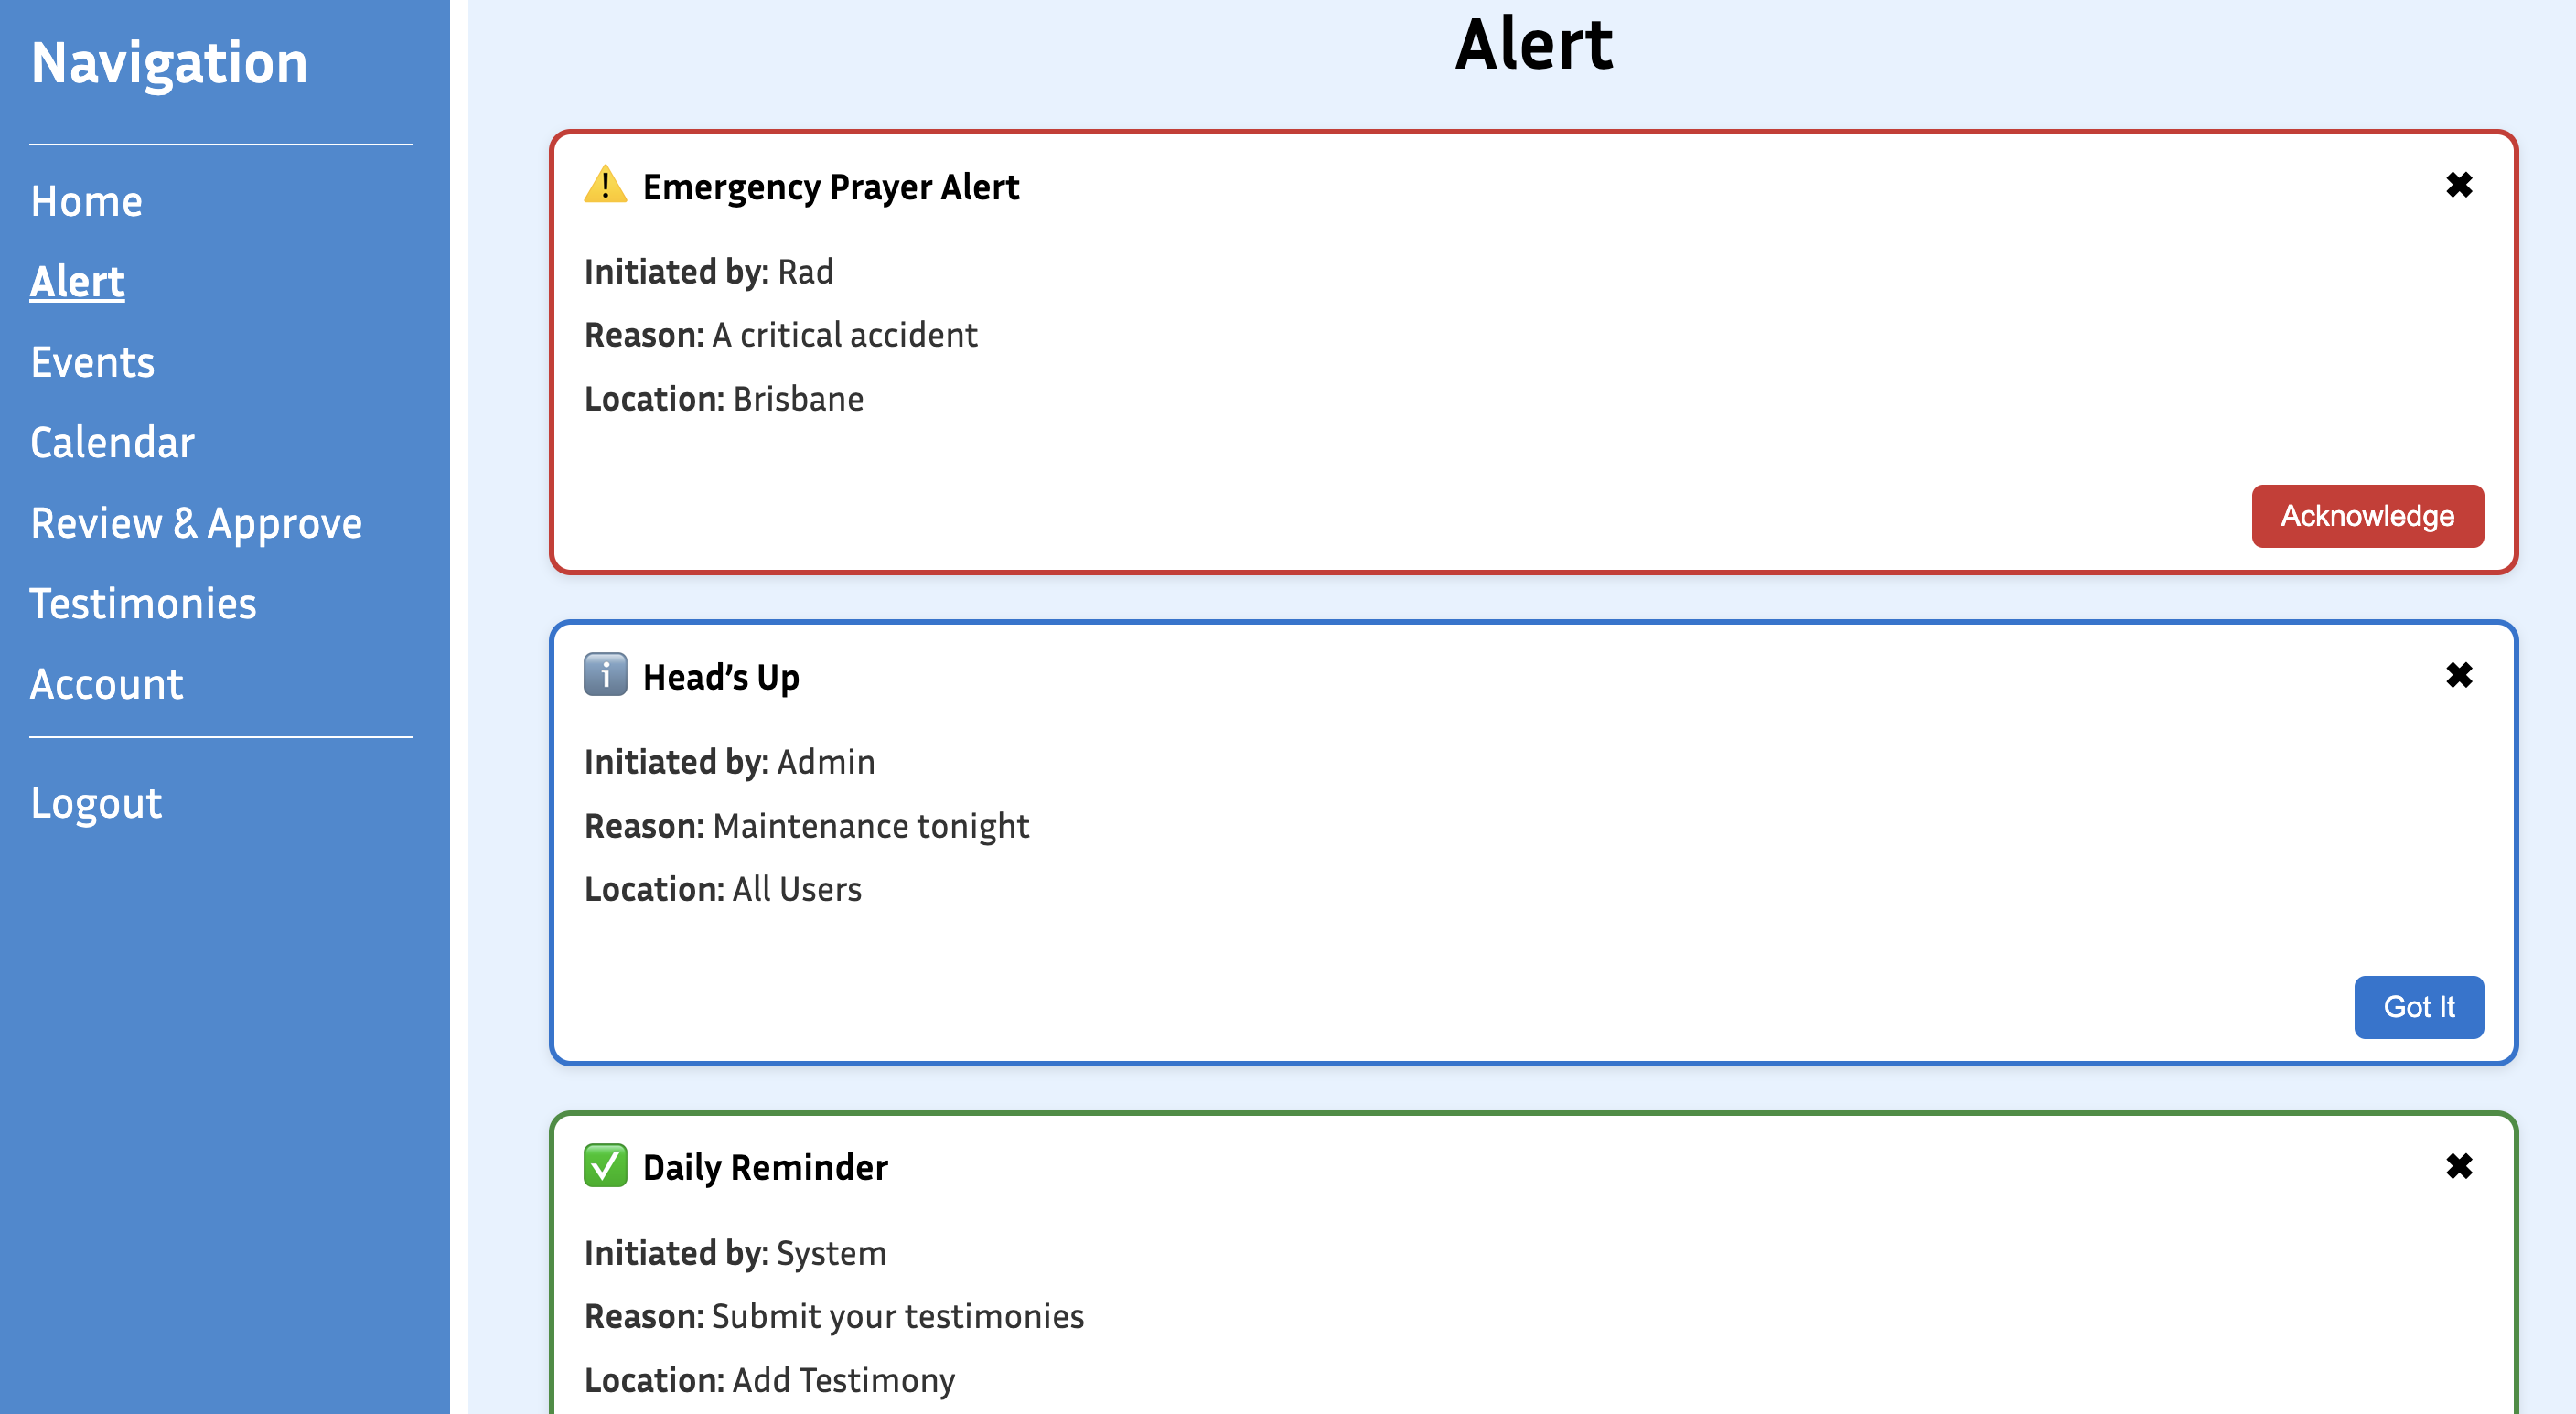 Navigation
Home
Alert
Events
Calendar
Review & Approve
Testimonies
Account
Logout
Alert
Emergency Prayer Alert
Initiated by: Rad
Reason: A critical accident
Location: Brisbane
Acknowledge
Head’s Up
Initiated by: Admin
Reason: Maintenance tonight
Location: All Users
Got It
Daily Reminder
Initiated by: System
Reason: Submit your testimonies
Location: Add Testimony